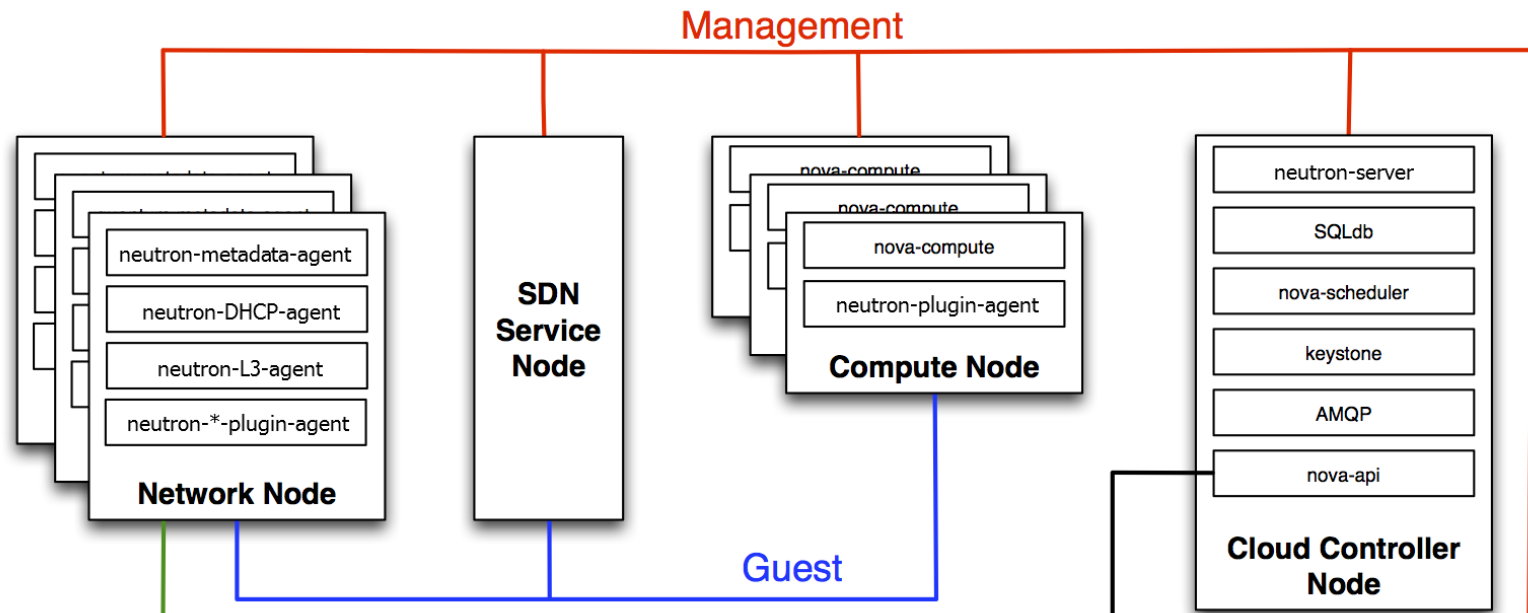 Management
neutron-metadata-agent
neutron-DHCP-agent
neutron-L3-agent
neutron-*-plugin-agent
Network Node
SDN
Service
Node
nova-compute
nova-compute
nova-compute
neutron-plugin-agent
Compute Node
neutron-server
SQLdb
nova-scheduler
keystone
AMQP
nova-api
Cloud Controller
Node
Guest